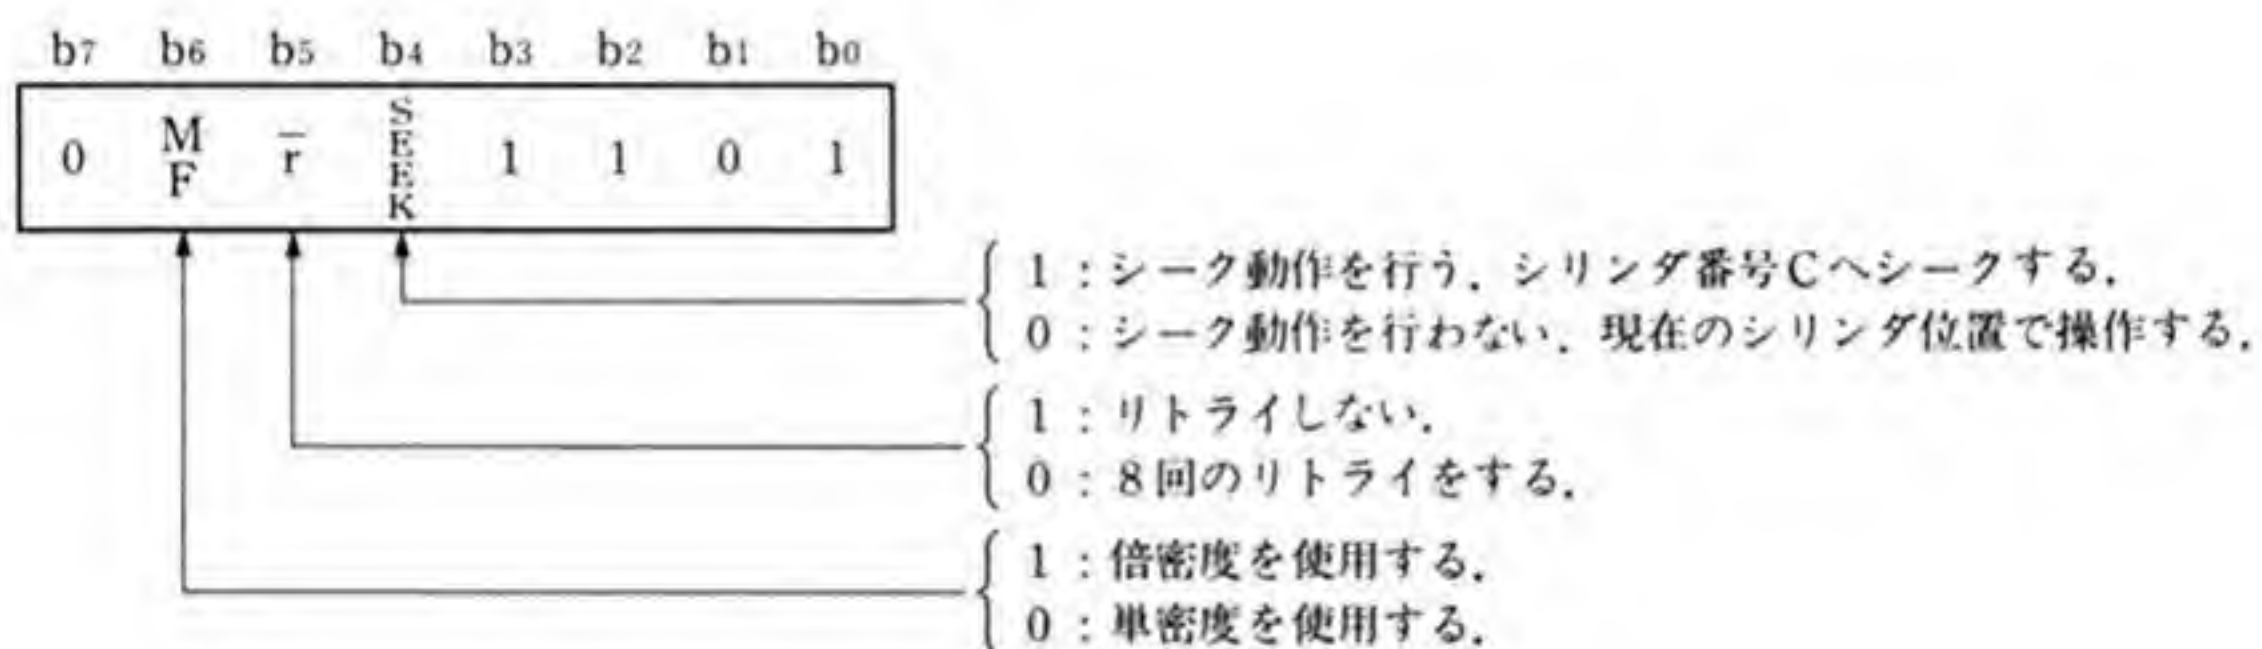 b7 b6 b5 b4 b3 b2 b1 b0
0 MF r̅ SEEK 1 1 0 1
1：シーク動作を行う．シリンダ番号Cへシークする．
0：シーク動作を行わない．現在のシリンダ位置で操作する．
1：リトライしない．
0：8回のリトライをする．
1：倍密度を使用する．
0：単密度を使用する．